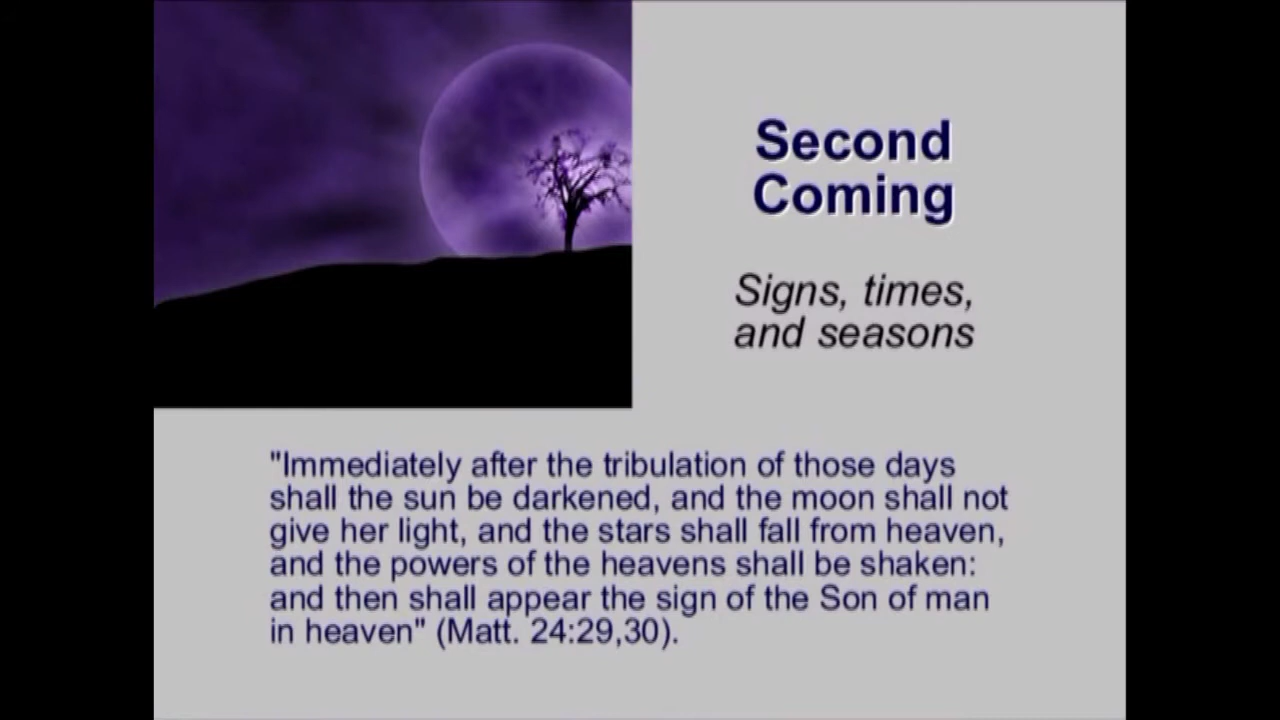 Second
Coming
Signs, times,
and seasons
"Immediately after the tribulation of those days
shall the sun be darkened, and the moon shall not
give her light, and the stars shall fall from heaven,
and the powers of the heavens shall be shaken:
and then shall appear the sign of the Son of man
in heaven" (Matt. 24:29,30).